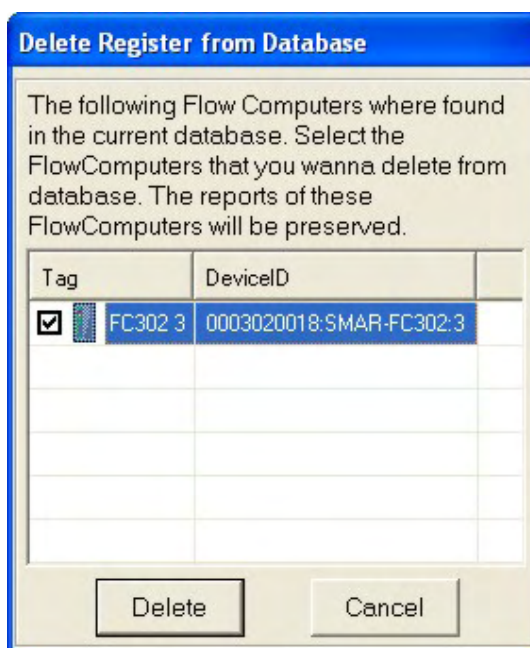 Delete Register from Database
The following Flow Computers where found
in the current database. Select the
FlowComputers that you wanna delete from
database. The reports of these
FlowComputers will be preserved.
Tag DeviceID
FC302 3 0003020018:SMAR-FC302:3
Delete Cancel